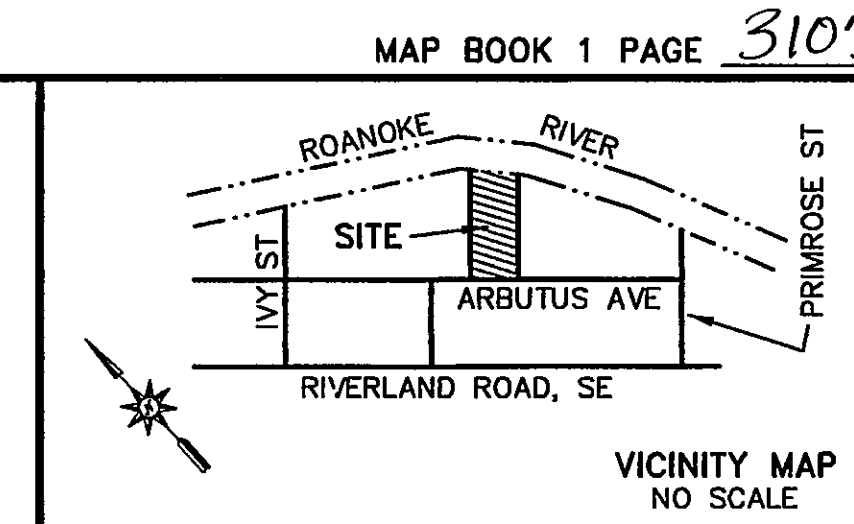 MAP BOOK 1 PAGE 310
ROANOKE RIVER
PRIMROSE ST
SITE
IVY ST
ARBUTUS AVE
RIVERLAND ROAD, SE
VICINITY MAP
NO SCALE